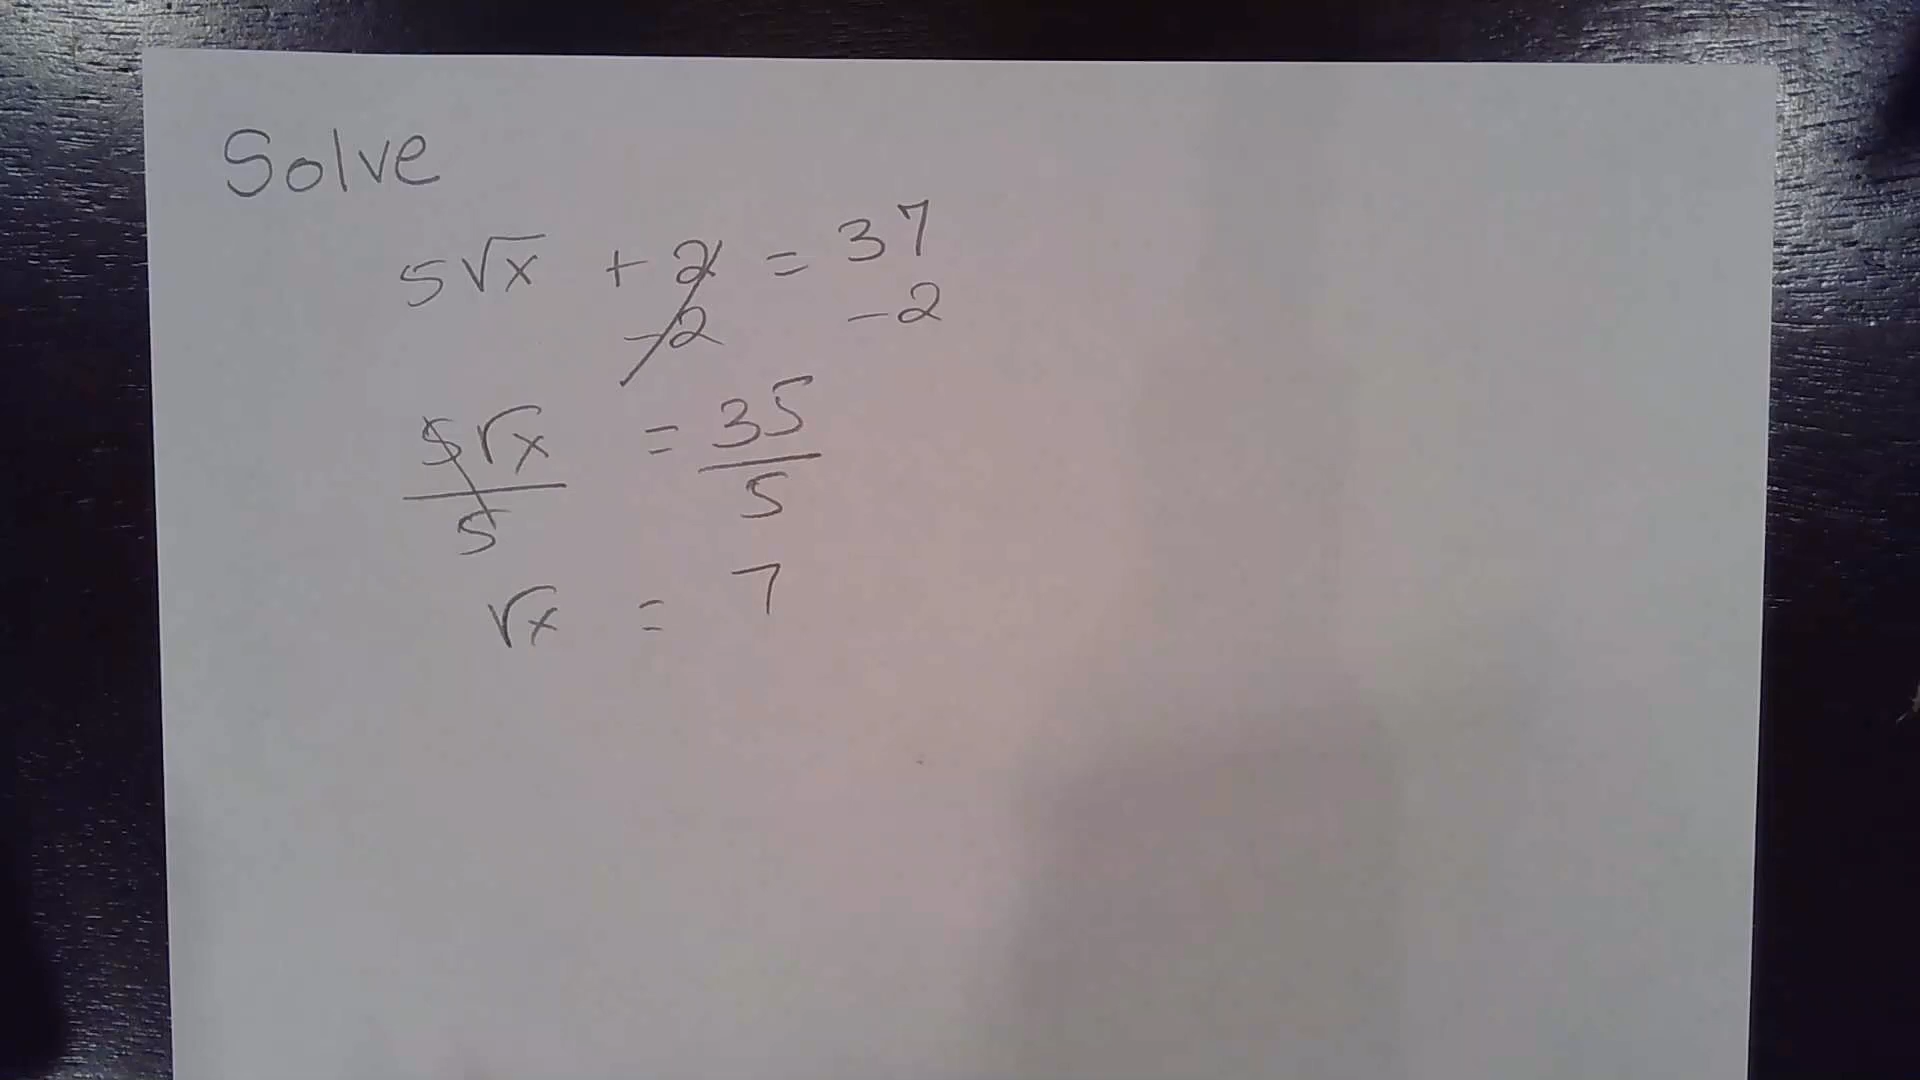 Solve
5√x + 2 = 37
-2 -2
5√x = 35
5 5
√x = 7